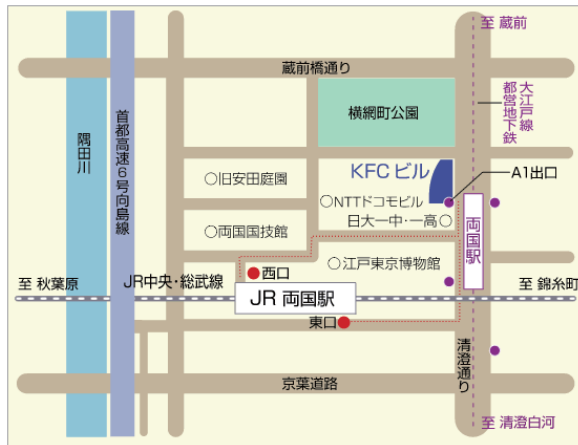 至 蔵前
蔵前橋通り
大江戸線
都営地下鉄
隅田川
首都高速6号向島線
横網町公園
KFC ビル
A1出口
○旧安田庭園
○NTTドコモビル
日大一中・一高○
○両国国技館
両国駅
○江戸東京博物館
西口
至 秋葉原
JR中央・総武線
JR 両国駅
至 錦糸町
東口
清澄通り
京葉道路
至 清澄白河